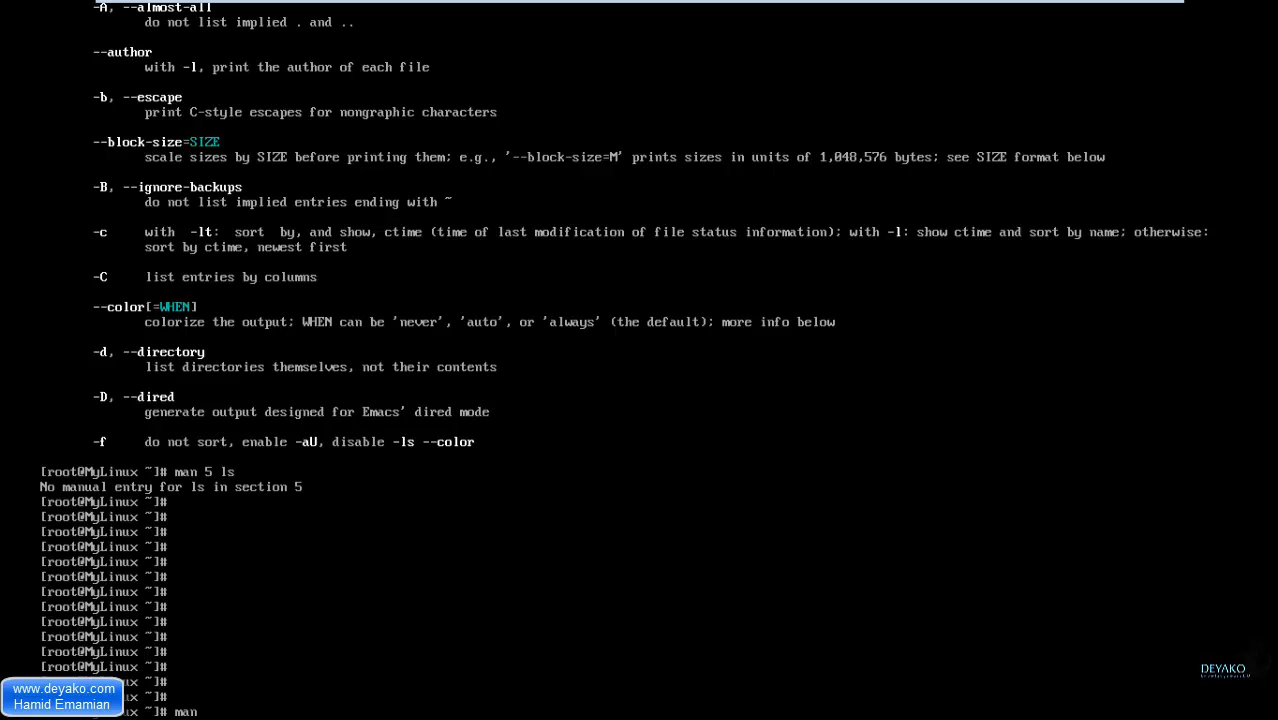 -A, --almost-all
do not list implied . and ..
--author
with -l, print the author of each file
-b, --escape
print C-style escapes for nongraphic characters
--block-size=SIZE
scale sizes by SIZE before printing them; e.g., '--block-size=M' prints sizes in units of 1,048,576 bytes; see SIZE format below
-B, --ignore-backups
do not list implied entries ending with ~
-c with -lt: sort by, and show, ctime (time of last modification of file status information); with -l: show ctime and sort by name; otherwise:
sort by ctime, newest first
-C list entries by columns
--color[=WHEN]
colorize the output; WHEN can be 'never', 'auto', or 'always' (the default); more info below
-d, --directory
list directories themselves, not their contents
-D, --dired
generate output designed for Emacs' dired mode
-f do not sort, enable -aU, disable -ls --color
[root@MyLinux ~]# man 5 ls
No manual entry for ls in section 5
[root@MyLinux ~]#
[root@MyLinux ~]#
[root@MyLinux ~]#
[root@MyLinux ~]#
[root@MyLinux ~]#
[root@MyLinux ~]#
[root@MyLinux ~]#
[root@MyLinux ~]#
[root@MyLinux ~]#
[root@MyLinux ~]#
[root@MyLinux ~]#
[root@MyLinux ~]#
ux ~]#
ux ~]#
ux ~]# man
www.deyako.com
Hamid Emamian
DEYAKO